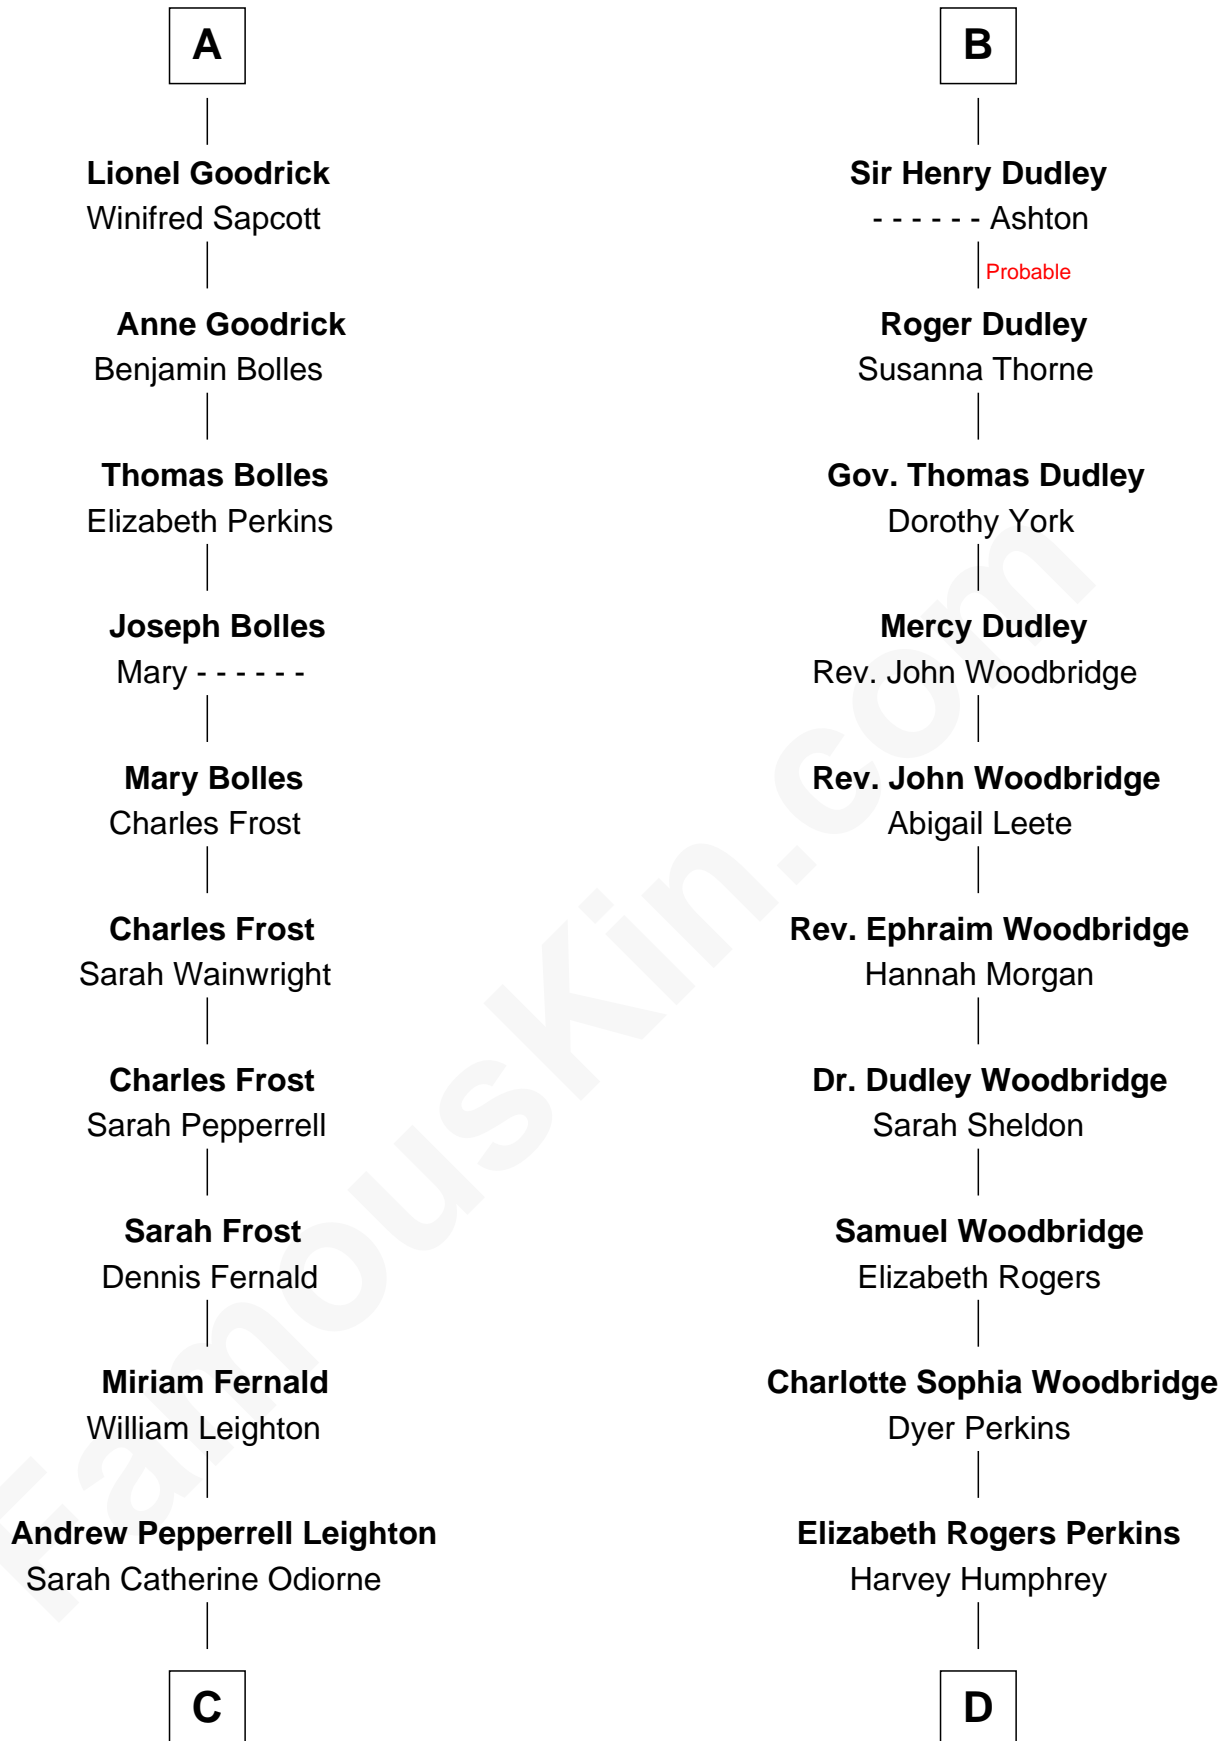 A
Lionel Goodrick
Winifred Sapcott
Anne Goodrick
Benjamin Bolles
Thomas Bolles
Elizabeth Perkins
Joseph Bolles
Mary - - - - - -
Mary Bolles
Charles Frost
Charles Frost
Sarah Wainwright
Charles Frost
Sarah Pepperrell
Sarah Frost
Dennis Fernald
Miriam Fernald
William Leighton
Andrew Pepperrell Leighton
Sarah Catherine Odiorne
C
B
Sir Henry Dudley
- - - - - - Ashton
Probable
Roger Dudley
Susanna Thorne
Gov. Thomas Dudley
Dorothy York
Mercy Dudley
Rev. John Woodbridge
Rev. John Woodbridge
Abigail Leete
Rev. Ephraim Woodbridge
Hannah Morgan
Dr. Dudley Woodbridge
Sarah Sheldon
Samuel Woodbridge
Elizabeth Rogers
Charlotte Sophia Woodbridge
Dyer Perkins
Elizabeth Rogers Perkins
Harvey Humphrey
D
FamousKin.com